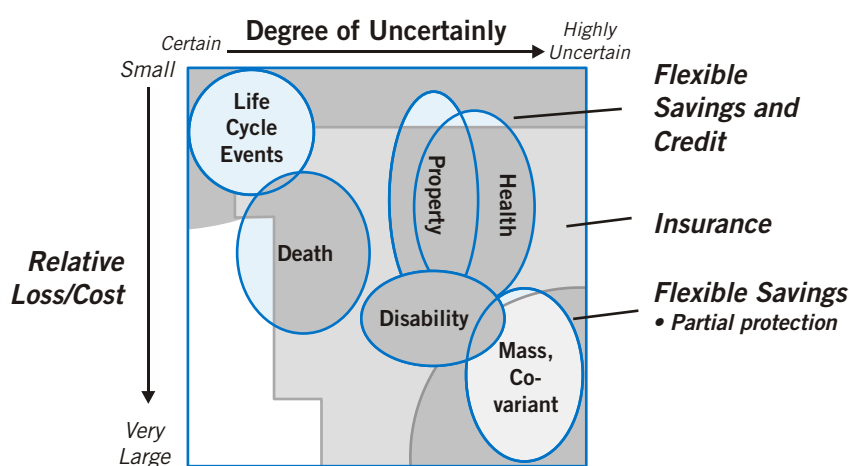 Degree of Uncertainly
Certain
Highly
Uncertain
Small
Life
Cycle
Events
Property
Health
Death
Disability
Mass,
Co-
variant
Flexible
Savings and
Credit
Insurance
Flexible Savings
• Partial protection
Relative
Loss/Cost
Very
Large